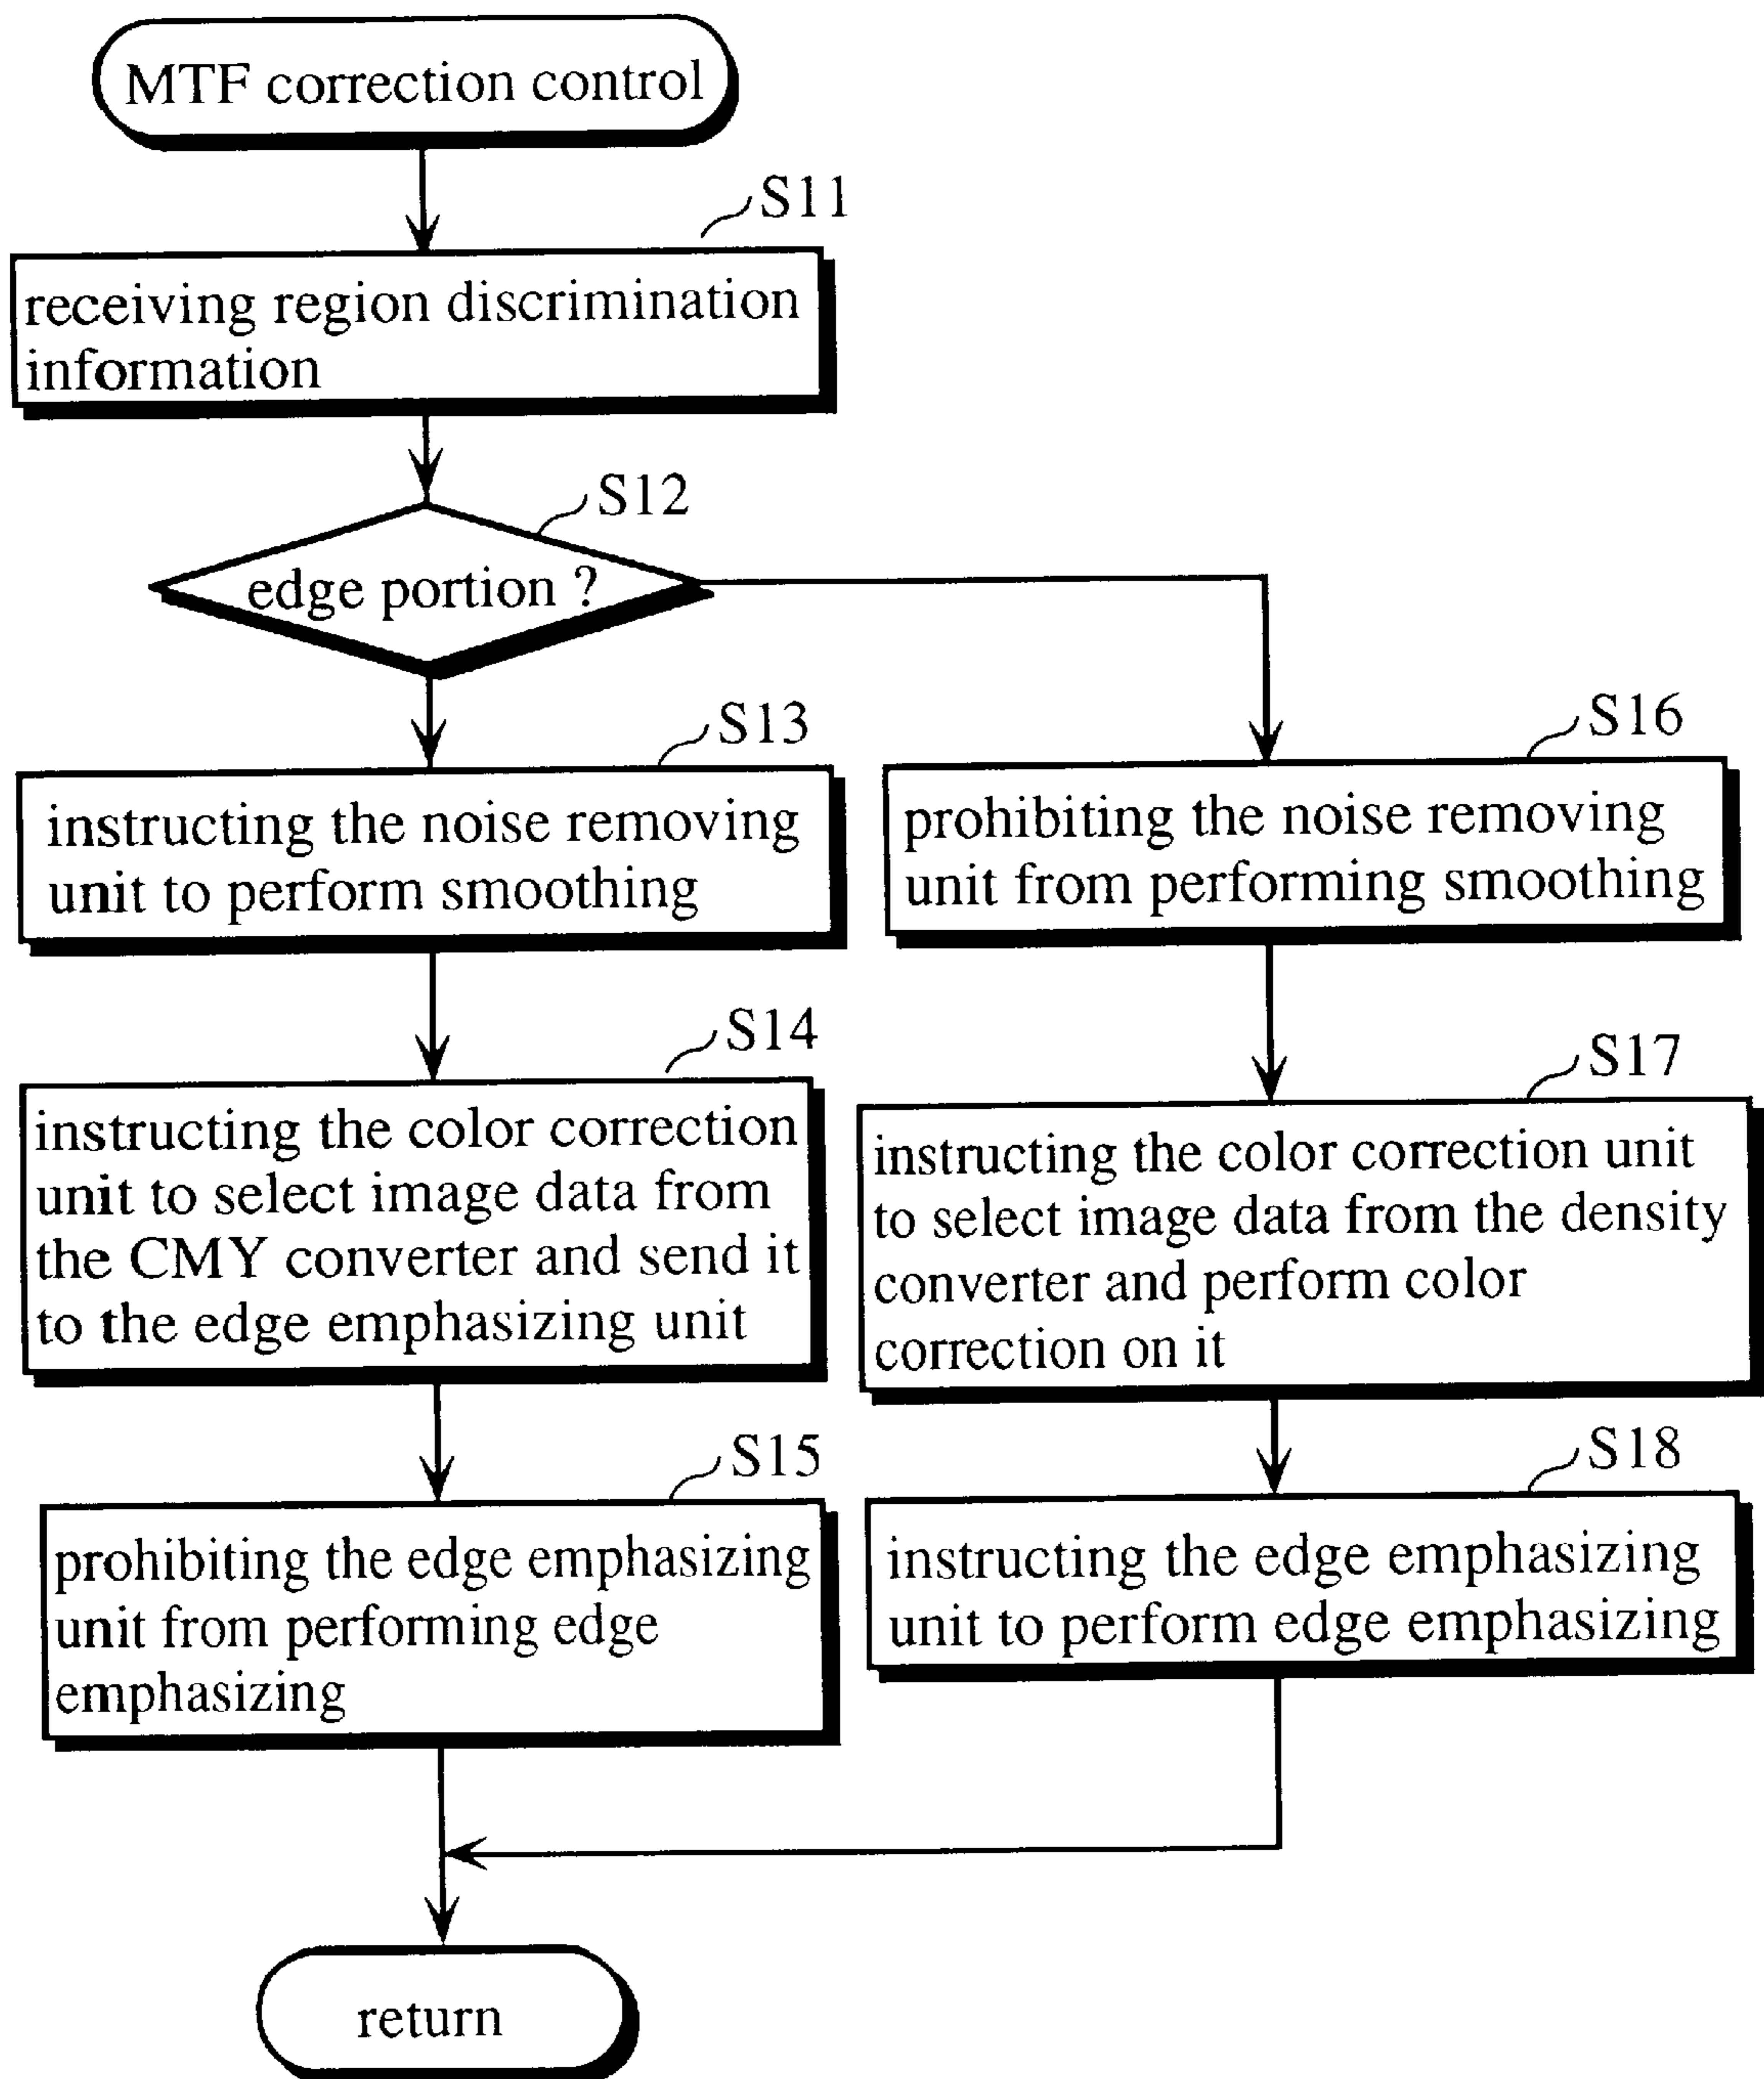 MTF correction control
S11
receiving region discrimination
information
S12
edge portion ?
S13
instructing the noise removing
unit to perform smoothing
S14
instructing the color correction
unit to select image data from
the CMY converter and send it
to the edge emphasizing unit
S15
prohibiting the edge emphasizing
unit from performing edge
emphasizing
S16
prohibiting the noise removing
unit from performing smoothing
S17
instructing the color correction unit
to select image data from the density
converter and perform color
correction on it
S18
instructing the edge emphasizing
unit to perform edge emphasizing
return